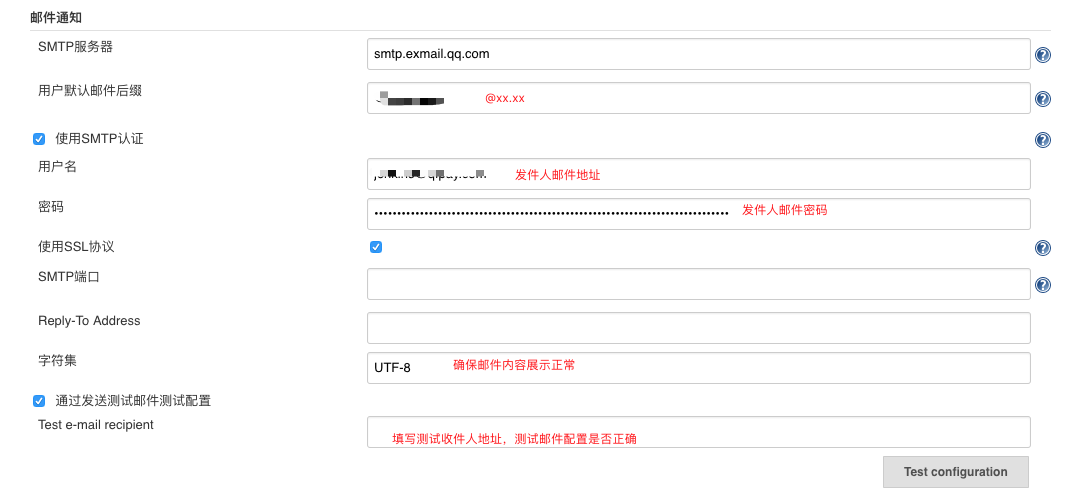 邮件通知
SMTP服务器
smtp.exmail.qq.com
用户默认邮件后缀
@xx.xx
使用SMTP认证
用户名
发件人邮件地址
密码
发件人邮件密码
使用SSL协议
SMTP端口
Reply-To Address
字符集
UTF-8
确保邮件内容展示正常
通过发送测试邮件测试配置
Test e-mail recipient
填写测试收件人地址，测试邮件配置是否正确
Test configuration